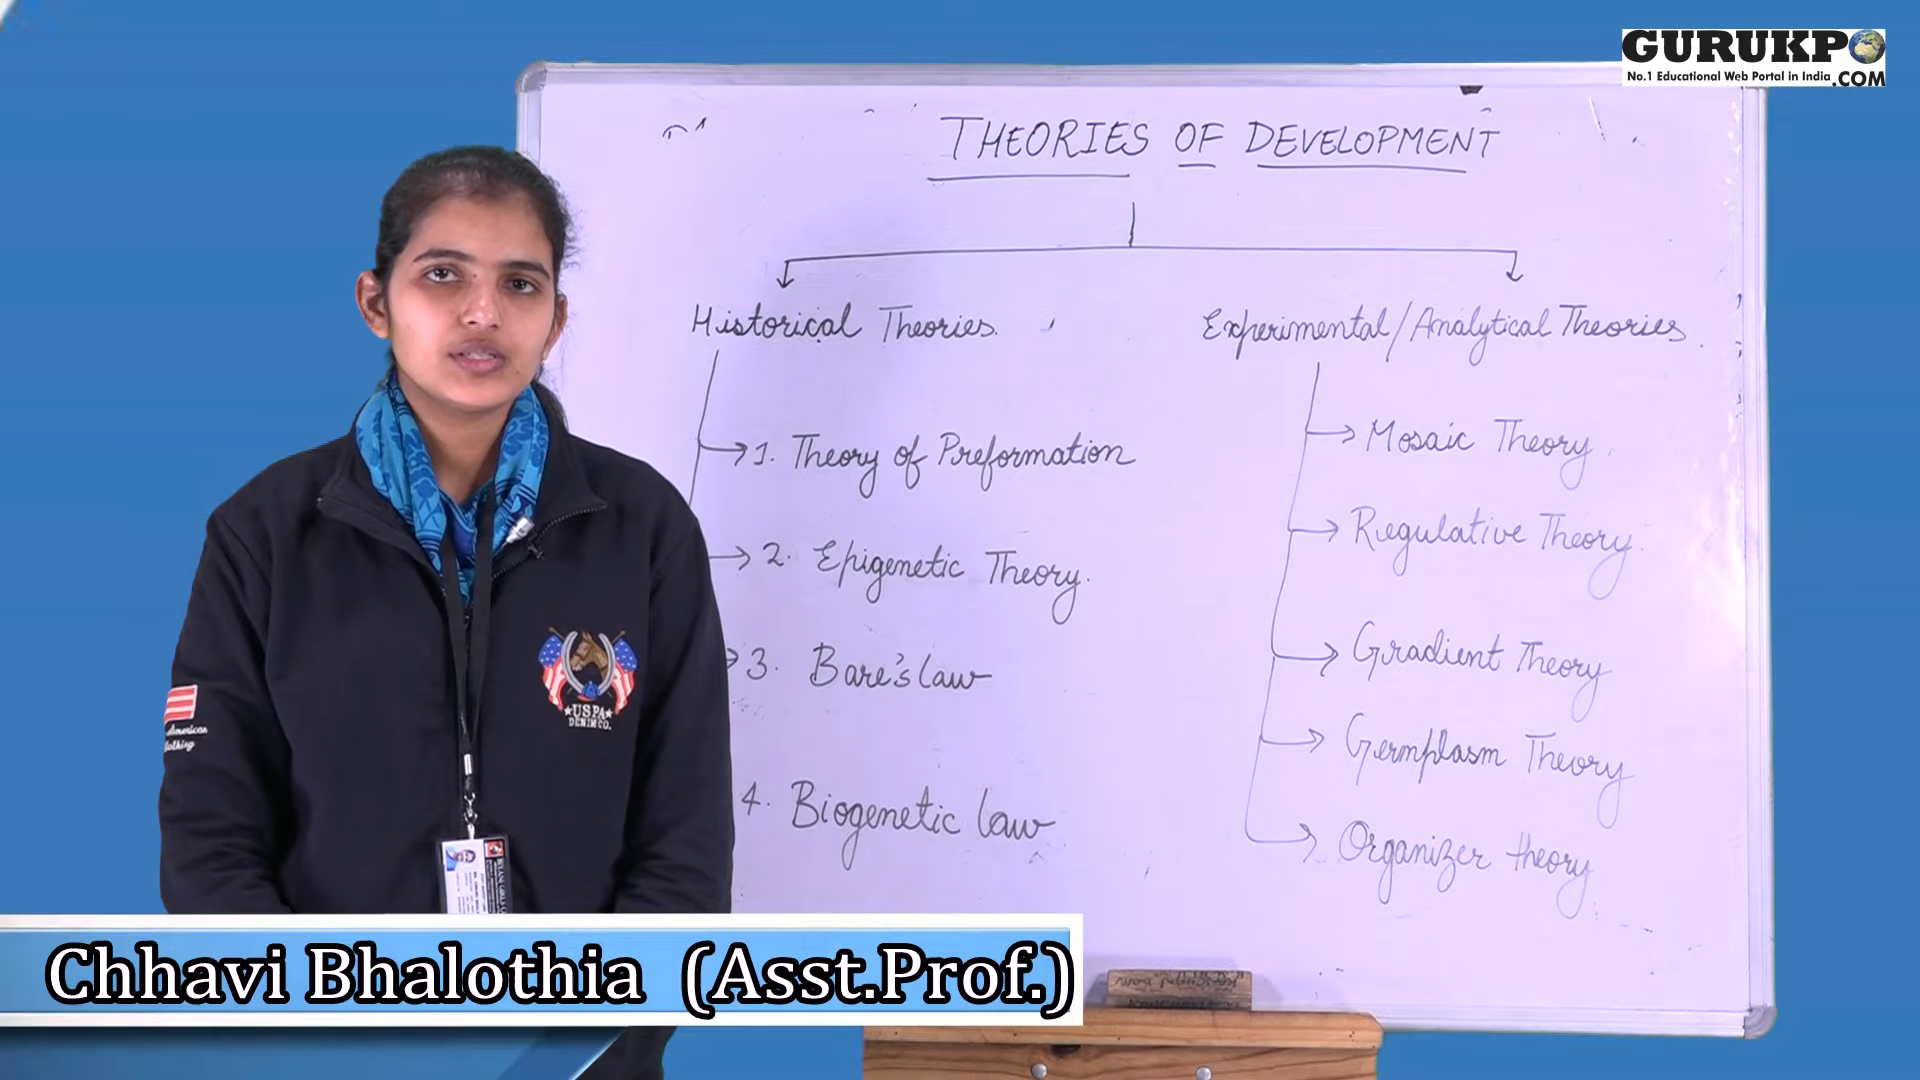 GURUKPO
No.1 Educational Web Portal in India .COM
THEORIES OF DEVELOPMENT
Historical Theories
1. Theory of Preformation
2. Epigenetic Theory.
3. Bare's law
4. Biogenetic law
Experimental/Analytical Theories
Mosaic Theory
Regulative Theory.
Gradient Theory
Germplasm Theory
Organizer theory
USPA
DENIM CO.
American
Chhavi Bhalothia (Asst.Prof.)